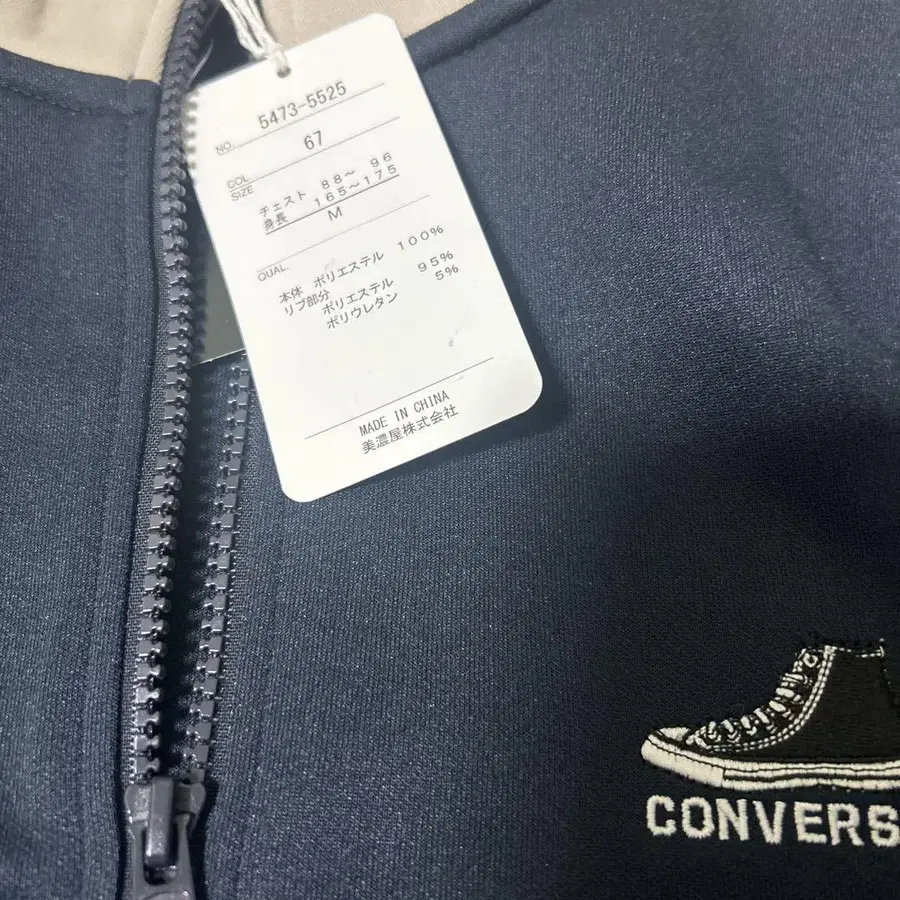 NO. 5473-5525
COL. 67
SIZE
チェスト 88～ 96
身長 165～175
M
QUAL.
本体 ポリエステル 100%
リブ部分
ポリエステル 95%
ポリウレタン 5%
MADE IN CHINA
美濃屋株式会社
CONVERS